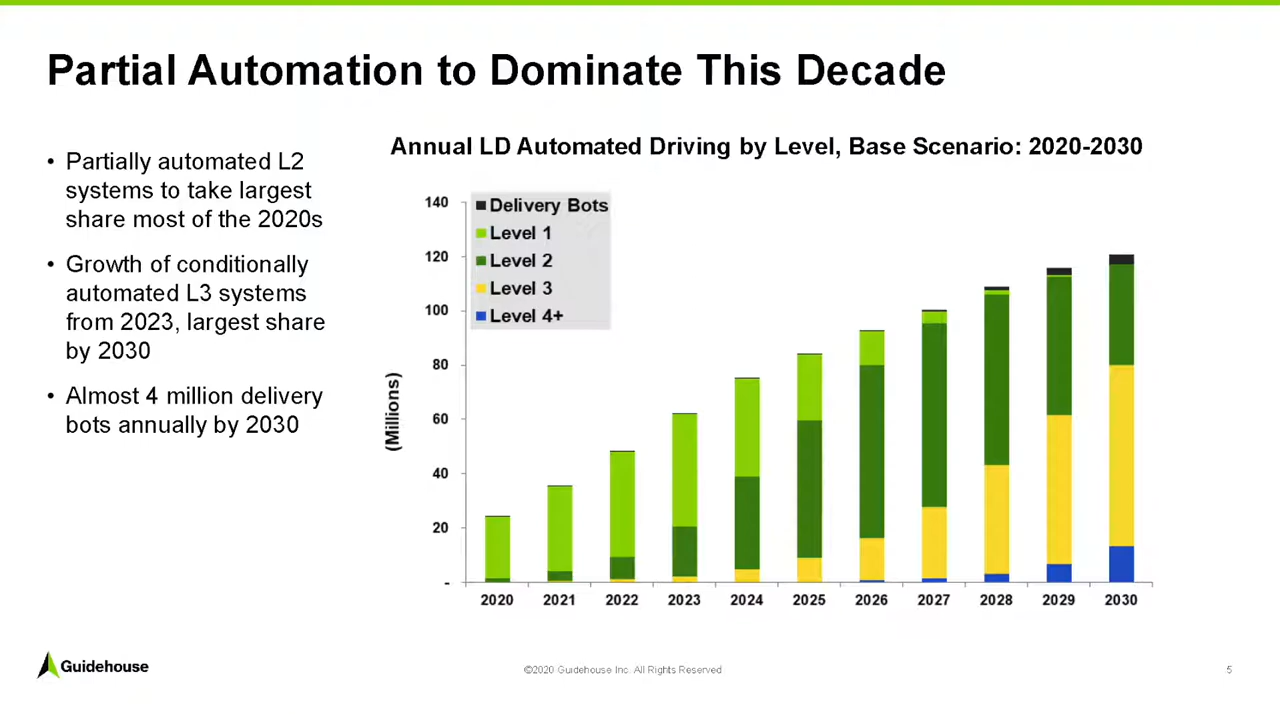 Partial Automation to Dominate This Decade
• Partially automated L2
systems to take largest
share most of the 2020s
• Growth of conditionally
automated L3 systems
from 2023, largest share
by 2030
• Almost 4 million delivery
bots annually by 2030
Annual LD Automated Driving by Level, Base Scenario: 2020-2030
(Millions)
140
120
100
80
60
40
20
-
Delivery Bots
Level 1
Level 2
Level 3
Level 4+
2020 2021 2022 2023 2024 2025 2026 2027 2028 2029 2030
Guidehouse
©2020 Guidehouse Inc. All Rights Reserved
5